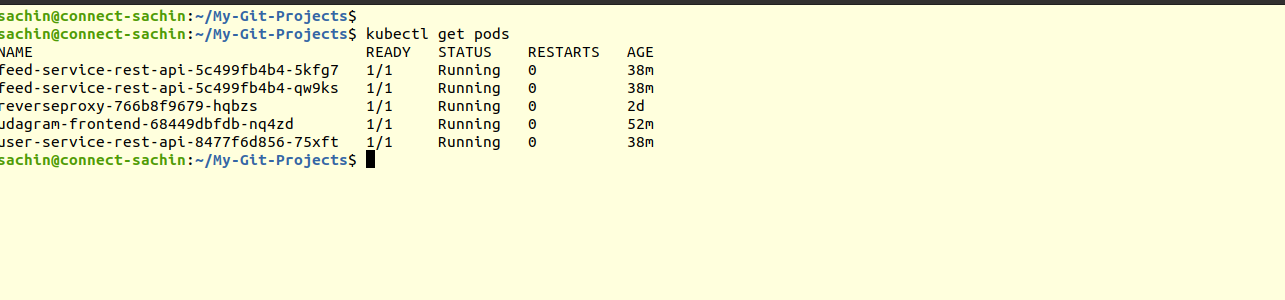 sachin@connect-sachin:~/My-Git-Projects$
sachin@connect-sachin:~/My-Git-Projects$ kubectl get pods
NAME READY STATUS RESTARTS AGE
feed-service-rest-api-5c499fb4b4-5kfg7 1/1 Running 0 38m
feed-service-rest-api-5c499fb4b4-qw9ks 1/1 Running 0 38m
reverseproxy-766b8f9679-hqbzs 1/1 Running 0 2d
udagram-frontend-68449dbfdb-nq4zd 1/1 Running 0 52m
user-service-rest-api-8477f6d856-75xft 1/1 Running 0 38m
sachin@connect-sachin:~/My-Git-Projects$